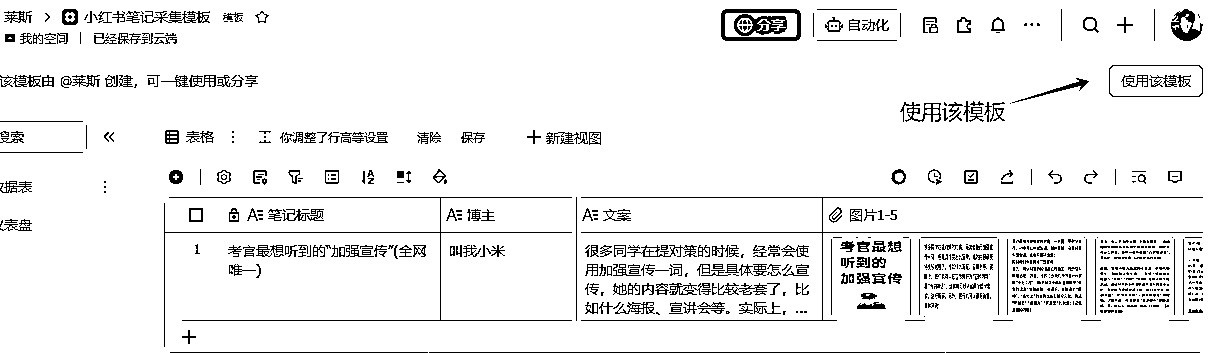 莱斯 > 小红书笔记采集模板 模板
我的空间 | 已经保存到云端
分享
自动化
该模板由 @莱斯 创建，可一键使用或分享
使用该模板
使用该模板
搜索
表格
你调整了行高等设置
清除
保存
新建视图
数据表
仪表盘
笔记标题
博主
文案
图片1-5
1
考官最想听到的“加强宣传”(全网
唯一)
叫我小米
很多同学在提对策的时候，经常会使
用加强宣传一词，但是具体要怎么宣
传，她的内容就变得比较老套了，比
如什么海报、宣讲会等。实际上，...
考官最想
听到的
加强宣传